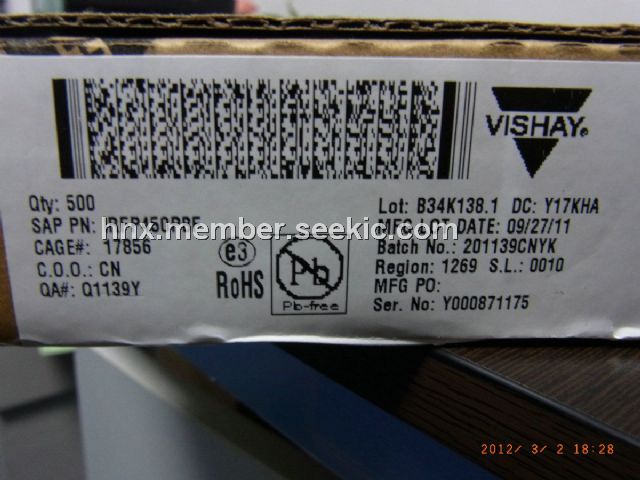 VISHAY®
Qty: 500
SAP PN:
CAGE#: 17856
C.O.O.: CN
QA#: Q1139Y
e3
RoHS
Pb
Pb-free
Lot: B34K138.1 DC: Y17KHA
MFG LOT DATE: 09/27/11
Batch No.: 201139CNYK
Region: 1269 S.L.: 0010
MFG PO:
Ser. No: Y000871175
hnx.member.seekic.com
2012/ 3/ 2 18:28